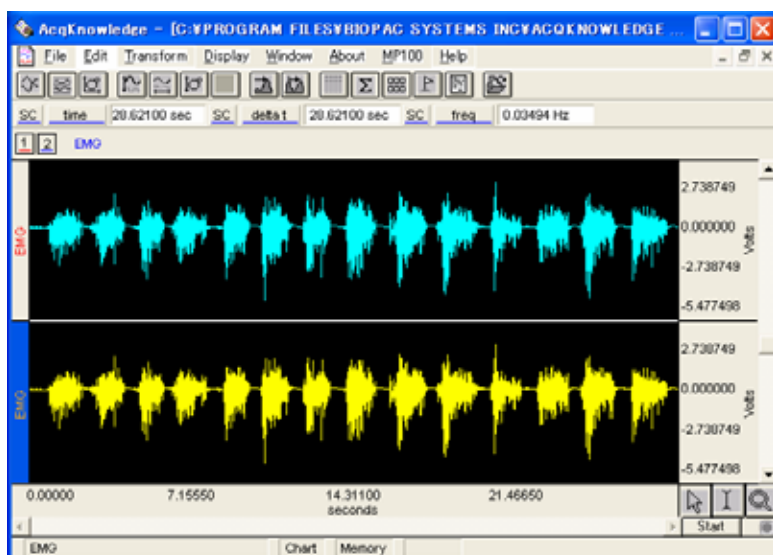 AcqKnowledge - [C:¥PROGRAM FILES¥BIOPAC SYSTEMS INC¥ACQKNOWLEDGE ...
File Edit Transform Display Window About MP100 Help
SC time 28.62100 sec SC delta t 28.62100 sec SC freq 0.03494 Hz
1 2 EMG
EMG
2.738749
0.000000
-2.738749
-5.477498
Volts
EMG
2.738749
0.000000
-2.738749
-5.477498
Volts
0.00000 7.15550 14.31100 21.46650
seconds
Start
EMG Chart Memory